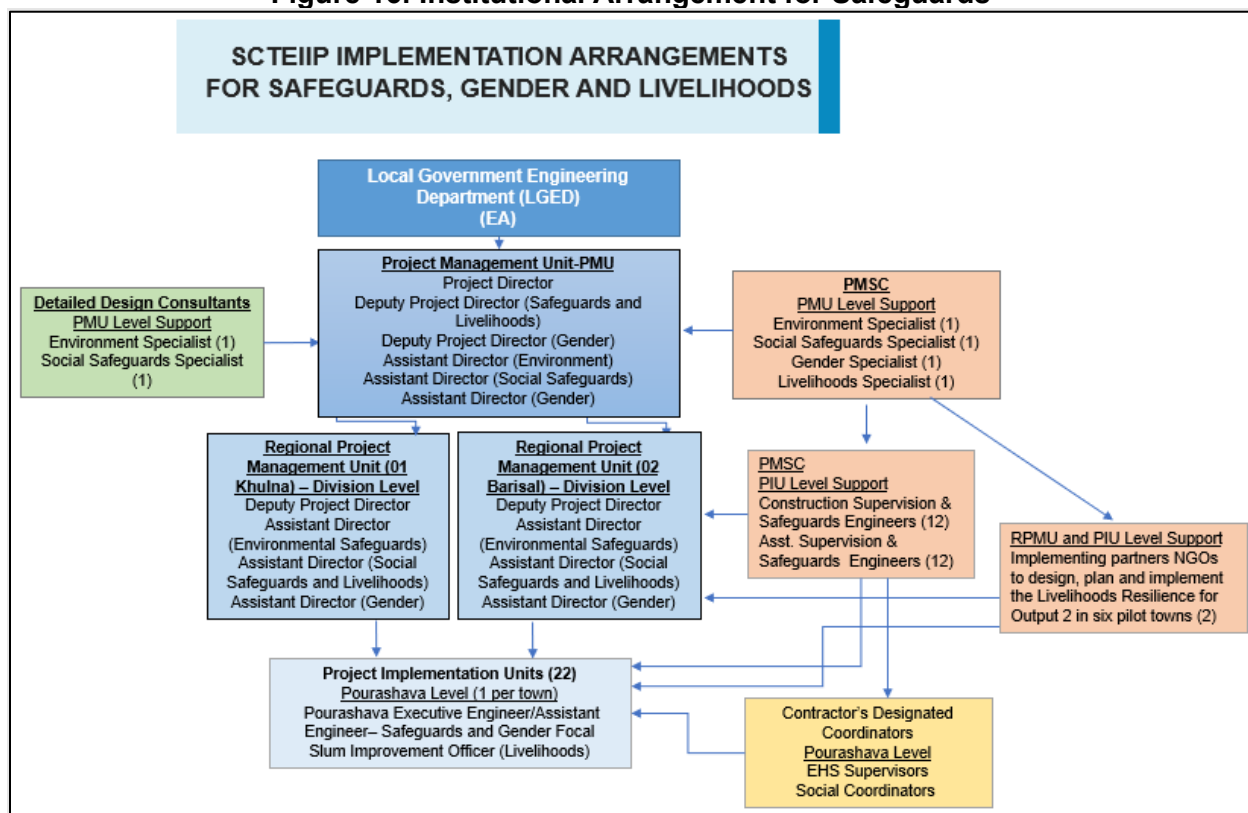 Figure 10: Institutional Arrangement for Safeguards
SCTEIIP IMPLEMENTATION ARRANGEMENTS
FOR SAFEGUARDS, GENDER AND LIVELIHOODS
Local Government Engineering
Department (LGED)
(EA)
Project Management Unit-PMU
Project Director
Deputy Project Director (Safeguards and
Livelihoods)
Deputy Project Director (Gender)
Assistant Director (Environment)
Assistant Director (Social Safeguards)
Assistant Director (Gender)
Detailed Design Consultants
PMU Level Support
Environment Specialist (1)
Social Safeguards Specialist
(1)
PMSC
PMU Level Support
Environment Specialist (1)
Social Safeguards Specialist (1)
Gender Specialist (1)
Livelihoods Specialist (1)
Regional Project
Management Unit (01
Khulna) – Division Level
Deputy Project Director
Assistant Director
(Environmental Safeguards)
Assistant Director (Social
Safeguards and Livelihoods)
Assistant Director (Gender)
Regional Project
Management Unit (02
Barisal) – Division Level
Deputy Project Director
Assistant Director
(Environmental Safeguards)
Assistant Director (Social
Safeguards and Livelihoods)
Assistant Director (Gender)
PMSC
PIU Level Support
Construction Supervision &
Safeguards Engineers (12)
Asst. Supervision &
Safeguards Engineers (12)
RPMU and PIU Level Support
Implementing partners NGOs
to design, plan and implement
the Livelihoods Resilience for
Output 2 in six pilot towns (2)
Project Implementation Units (22)
Pourashava Level (1 per town)
Pourashava Executive Engineer/Assistant
Engineer– Safeguards and Gender Focal
Slum Improvement Officer (Livelihoods)
Contractor's Designated
Coordinators
Pourashava Level
EHS Supervisors
Social Coordinators